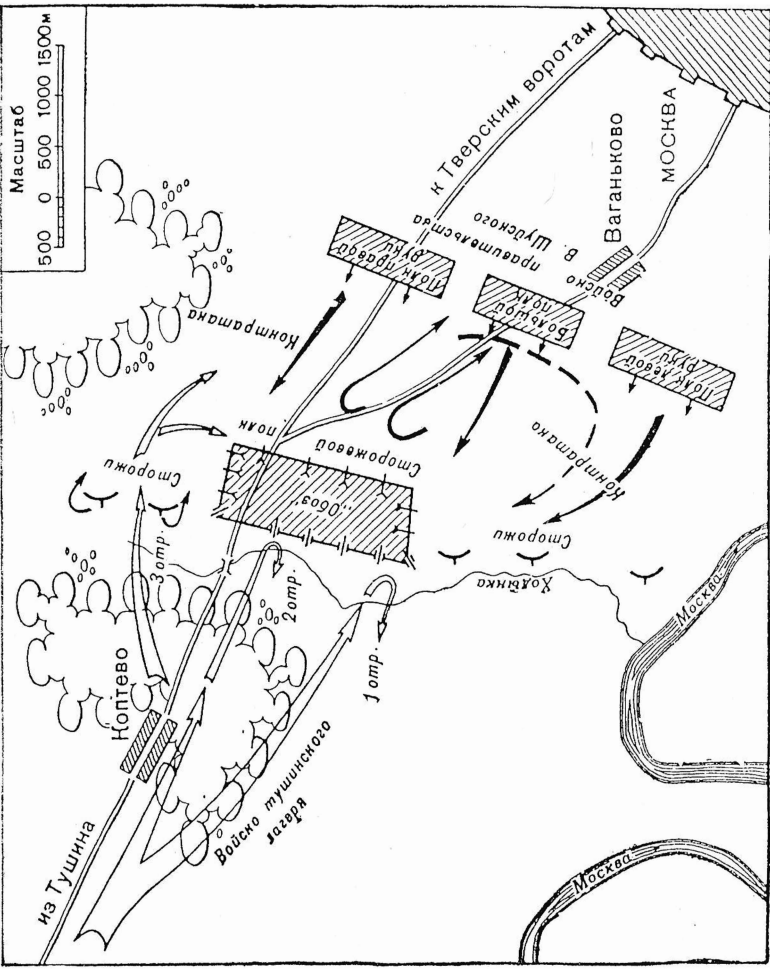 Масштаб
500 0 500 1000 1500 м
к Тверским воротам
МОСКВА
Ваганьково
Войско
правительства
В. Шуйского
Полк правой
руки
Большой
полк
Полк левой
руки
Контратака
Контратака
Сторожи
Сторожевой
полк
„Обоз“
Сторожи
Ходынка
3 отр.
2 отр.
1 отр.
Коптево
из Тушина
Войско тушинского
лагеря
Москва
Москва